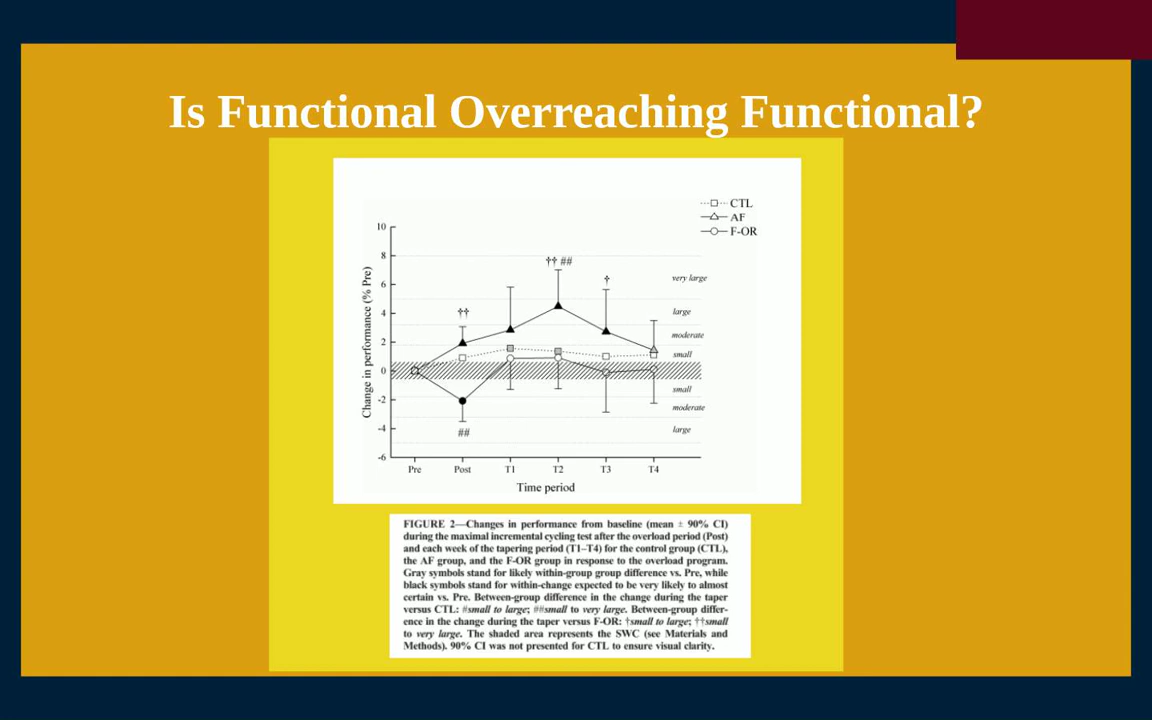 Is Functional Overreaching Functional?
CTL
AF
F-OR
10
8
6
4
2
0
-2
-4
-6
Change in performance (% Pre)
†† ##
†
††
##
very large
large
moderate
small
small
moderate
large
Pre Post T1 T2 T3 T4
Time period
FIGURE 2—Changes in performance from baseline (mean ± 90% CI)
during the maximal incremental cycling test after the overload period (Post)
and each week of the tapering period (T1–T4) for the control group (CTL),
the AF group, and the F-OR group in response to the overload program.
Gray symbols stand for likely within-group group difference vs. Pre, while
black symbols stand for within-change expected to be very likely to almost
certain vs. Pre. Between-group difference in the change during the taper
versus CTL: #small to large; ##small to very large. Between-group differ-
ence in the change during the taper versus F-OR: †small to large; ††small
to very large. The shaded area represents the SWC (see Materials and
Methods). 90% CI was not presented for CTL to ensure visual clarity.